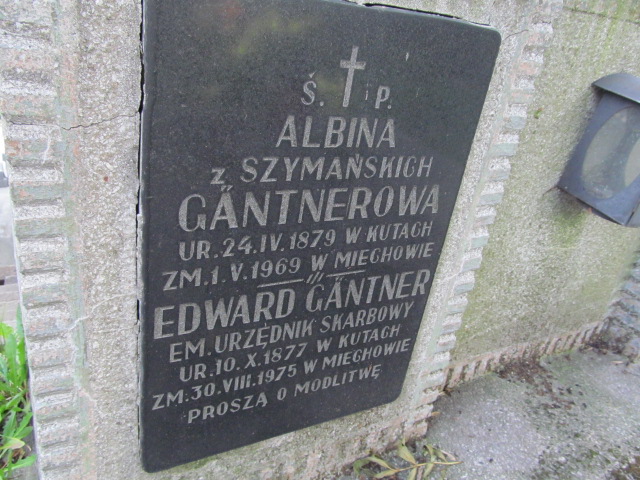 Ś. P.
ALBINA
z SZYMAŃSKICH
GÄNTNEROWA
UR. 24.IV.1879 W KUTACH
ZM. 1.V.1969 W MIECHOWIE
EDWARD GÄNTNER
EM. URZĘDNIK SKARBOWY
UR. 10.X.1877 W KUTACH
ZM. 30.VIII.1975 W MIECHOWIE
PROSZĄ O MODLITWĘ